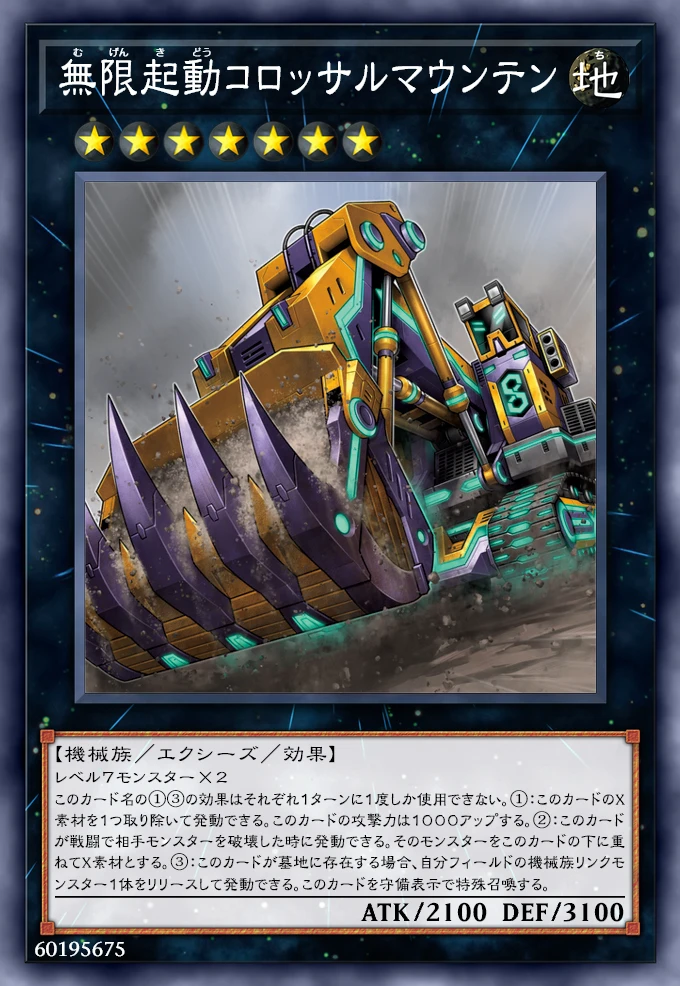 む げん き どう
無限起動コロッサルマウンテン
ち
地
【機械族／エクシーズ／効果】
レベル7モンスター×2
このカード名の①③の効果はそれぞれ1ターンに1度しか使用できない。①:このカードのX
素材を1つ取り除いて発動できる。このカードの攻撃力は1000アップする。②:このカード
が戦闘で相手モンスターを破壊した時に発動できる。そのモンスターをこのカードの下に重
ねてX素材とする。③:このカードが墓地に存在する場合、自分フィールドの機械族リンクモ
ンスター1体をリリースして発動できる。このカードを守備表示で特殊召喚する。
ATK/2100 DEF/3100
60195675